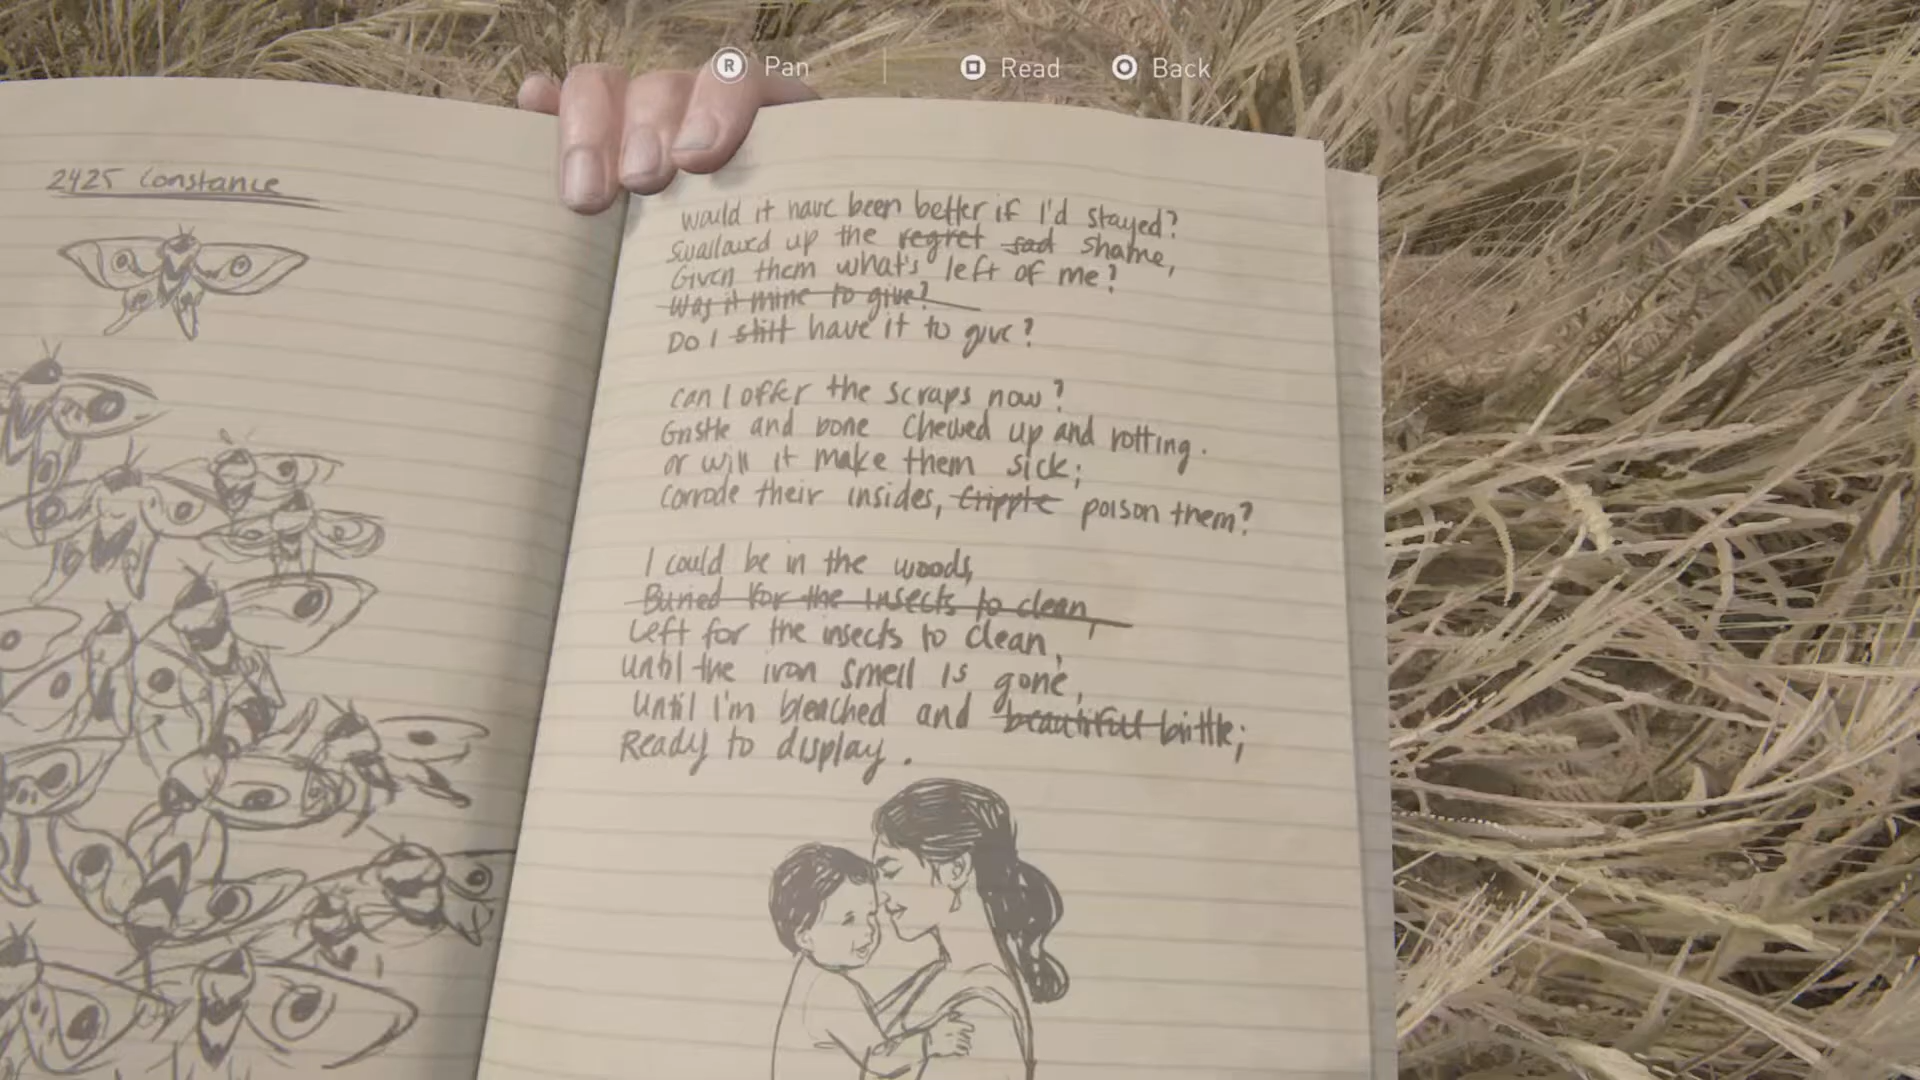 R Pan Read Back
2425 Constance
Would it have been better if I'd stayed?
Swallowed up the regret sad shame,
Given them what's left of me?
Was it mine to give?
Do I still have it to give?
Can I offer the scraps now?
Gristle and bone chewed up and rotting.
or will it make them sick;
Corrode their insides, cripple poison them?
I could be in the woods,
Buried for the insects to clean,
Left for the insects to clean,
Until the iron smell is gone,
Until I'm bleached and beautiful brittle;
Ready to display.